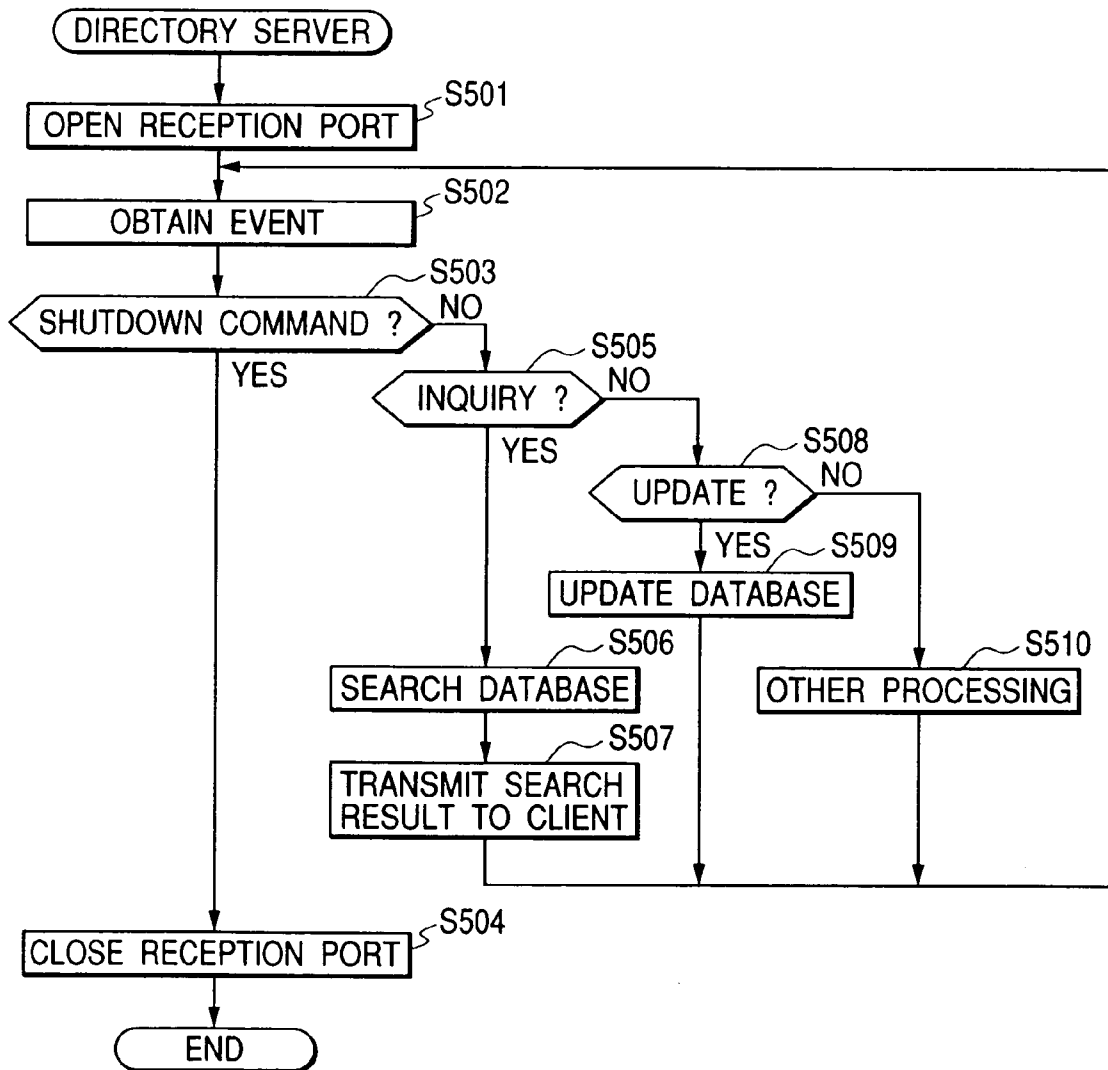 DIRECTORY SERVER
S501
OPEN RECEPTION PORT
S502
OBTAIN EVENT
S503
SHUTDOWN COMMAND ?
NO
YES
S505
INQUIRY ?
NO
YES
S508
UPDATE ?
NO
YES
S509
UPDATE DATABASE
S506
SEARCH DATABASE
S510
OTHER PROCESSING
S507
TRANSMIT SEARCH
RESULT TO CLIENT
S504
CLOSE RECEPTION PORT
END